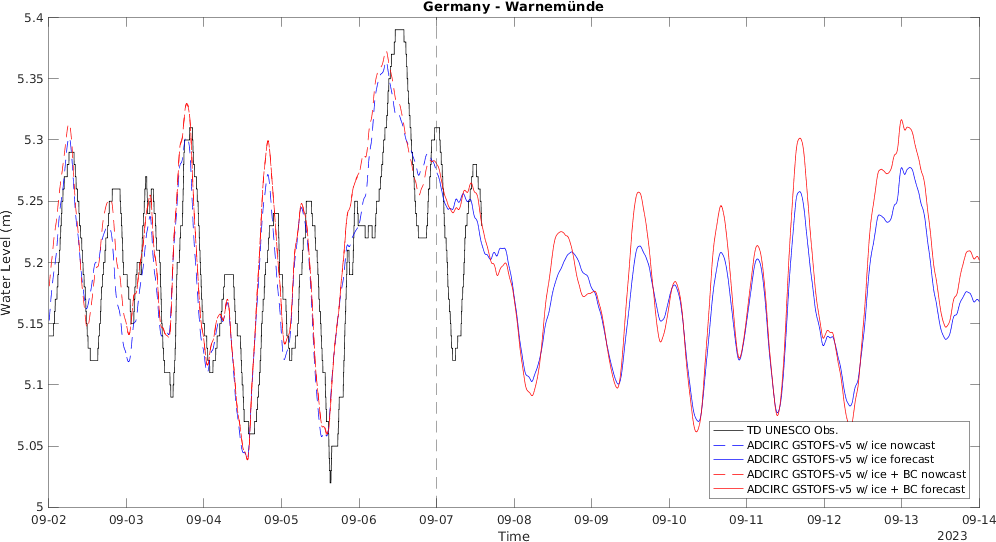 Germany - Warnemünde
5.4
5.35
5.3
5.25
5.2
5.15
5.1
5.05
5
Water Level (m)
TD UNESCO Obs.
ADCIRC GSTOFS-v5 w/ ice nowcast
ADCIRC GSTOFS-v5 w/ ice forecast
ADCIRC GSTOFS-v5 w/ ice + BC nowcast
ADCIRC GSTOFS-v5 w/ ice + BC forecast
09-02 09-03 09-04 09-05 09-06 09-07 09-08 09-09 09-10 09-11 09-12 09-13 09-14
Time
2023